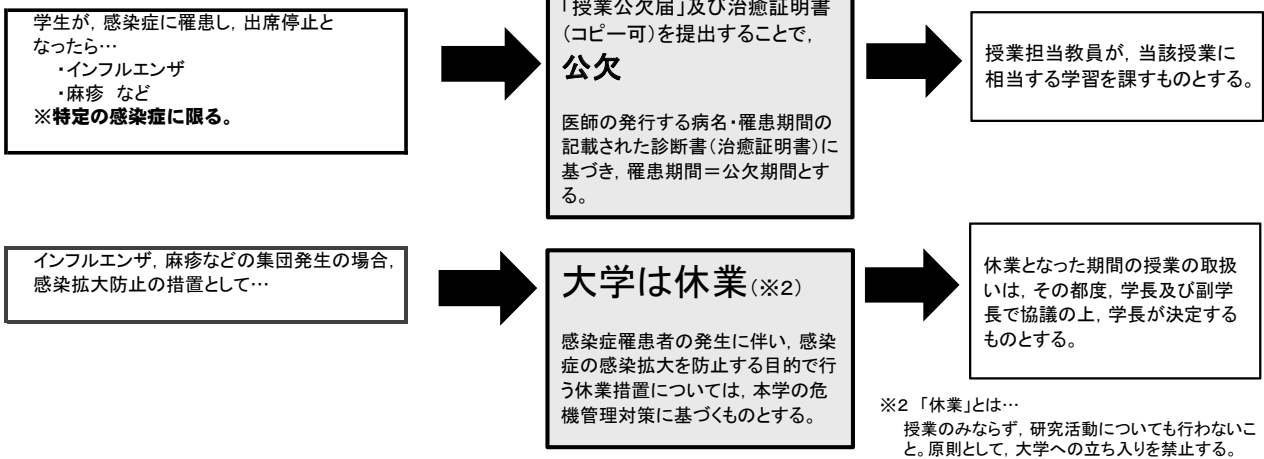 学生が，感染症に罹患し，出席停止と
なったら…
・インフルエンザ
・麻疹　など
※特定の感染症に限る。
「授業公欠届」及び治癒証明書
（コピー可）を提出することで，
公欠
医師の発行する病名・罹患期間の
記載された診断書（治癒証明書）に
基づき，罹患期間＝公欠期間とす
る。
授業担当教員が，当該授業に
相当する学習を課すものとする。
インフルエンザ，麻疹などの集団発生の場合，
感染拡大防止の措置として…
大学は休業（※２）
感染症罹患者の発生に伴い，感染
症の感染拡大を防止する目的で行
う休業措置については，本学の危
機管理対策に基づくものとする。
休業となった期間の授業の取扱
いは，その都度，学長及び副学
長で協議の上，学長が決定する
ものとする。
※２　「休業」とは…
授業のみならず，研究活動についても行わないこ
と。原則として，大学への立ち入りを禁止する。